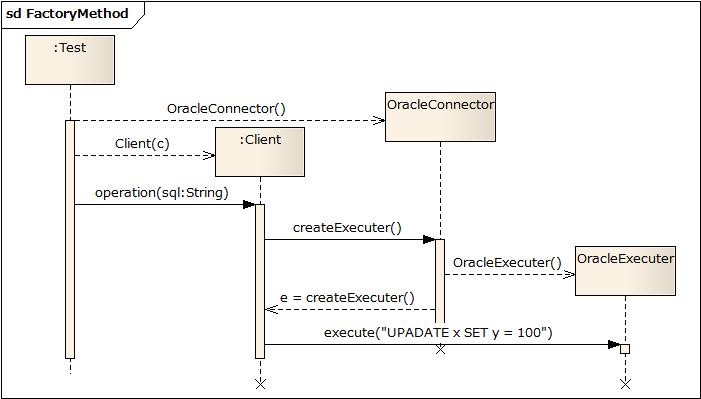 sd FactoryMethod
:Test
OracleConnector()
OracleConnector
Client(c)
:Client
operation(sql:String)
createExecuter()
OracleExecuter()
OracleExecuter
e = createExecuter()
execute("UPADATE x SET y = 100")